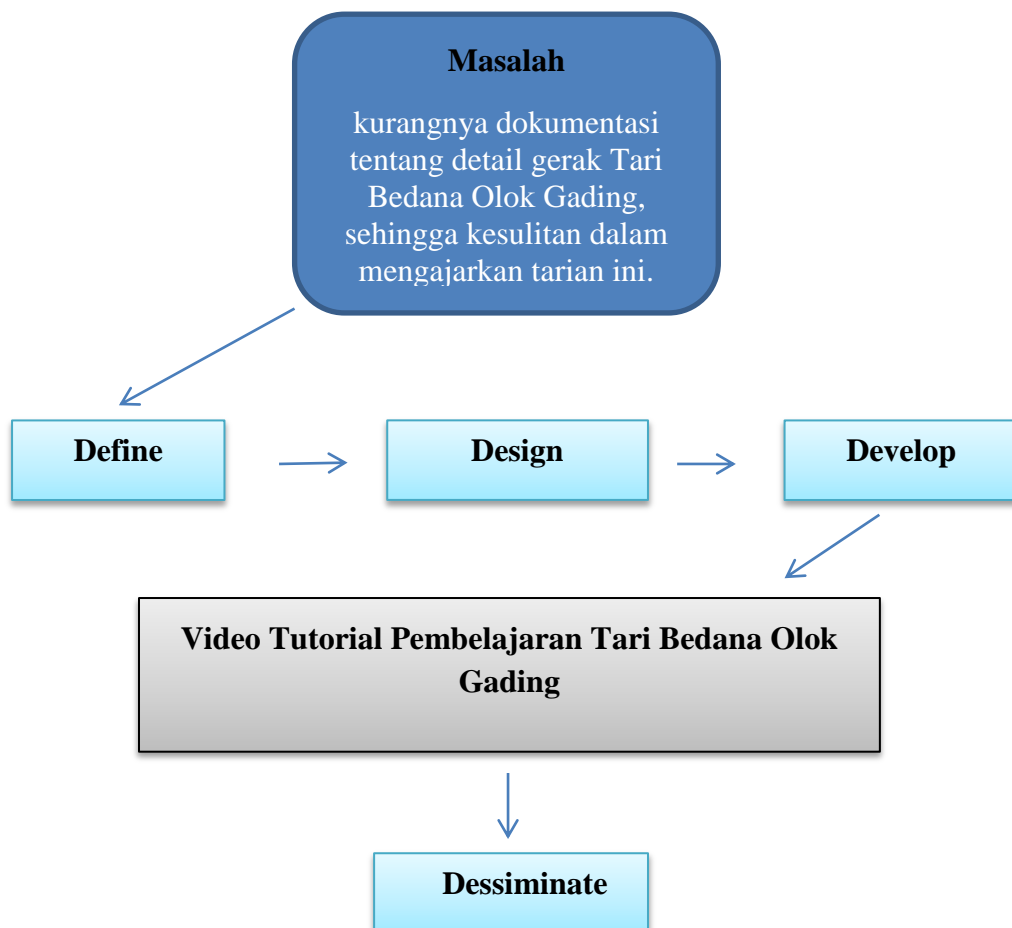 Masalah
kurangnya dokumentasi
tentang detail gerak Tari
Bedana Olok Gading,
sehingga kesulitan dalam
mengajarkan tarian ini.
Define
Design
Develop
Video Tutorial Pembelajaran Tari Bedana Olok
Gading
Dessiminate